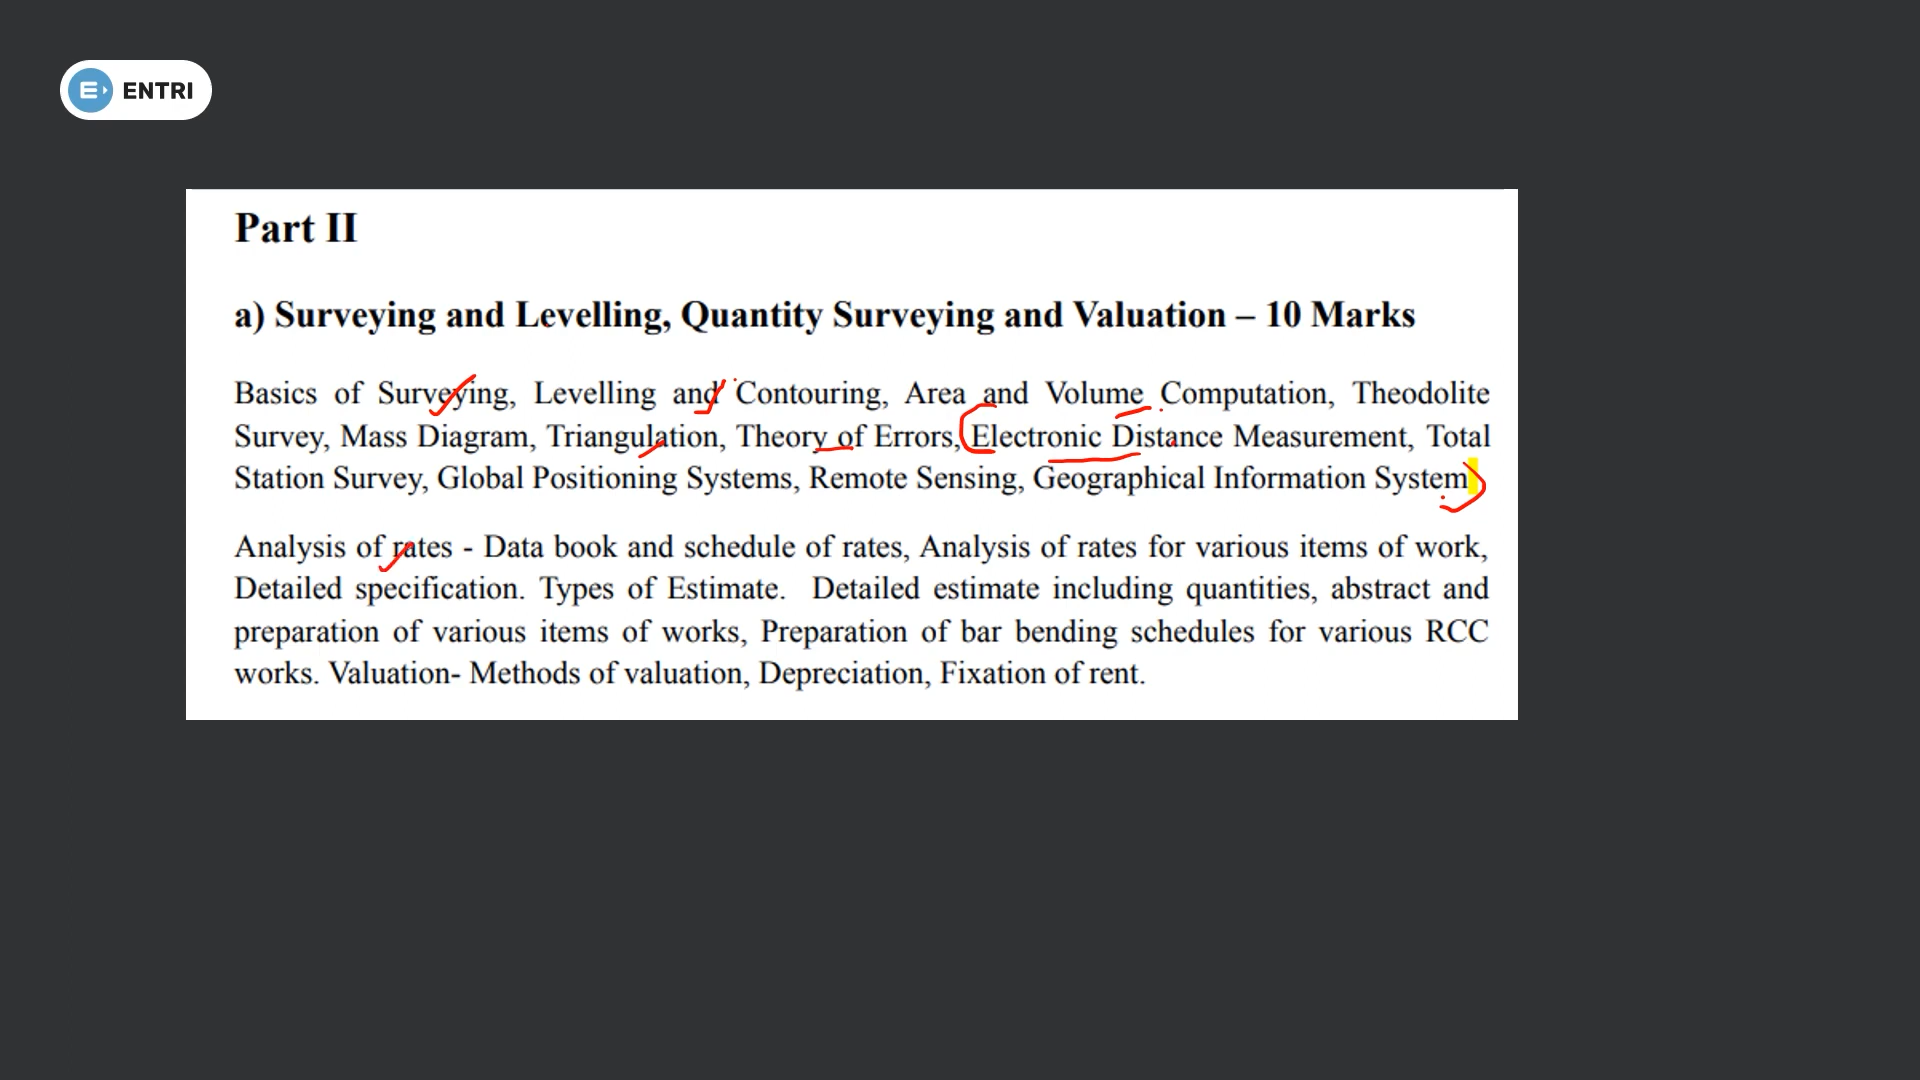 ENTRI
Part II
a) Surveying and Levelling, Quantity Surveying and Valuation – 10 Marks
Basics of Surveying, Levelling and Contouring, Area and Volume Computation, Theodolite
Survey, Mass Diagram, Triangulation, Theory of Errors, Electronic Distance Measurement, Total
Station Survey, Global Positioning Systems, Remote Sensing, Geographical Information System
Analysis of rates - Data book and schedule of rates, Analysis of rates for various items of work,
Detailed specification. Types of Estimate. Detailed estimate including quantities, abstract and
preparation of various items of works, Preparation of bar bending schedules for various RCC
works. Valuation- Methods of valuation, Depreciation, Fixation of rent.